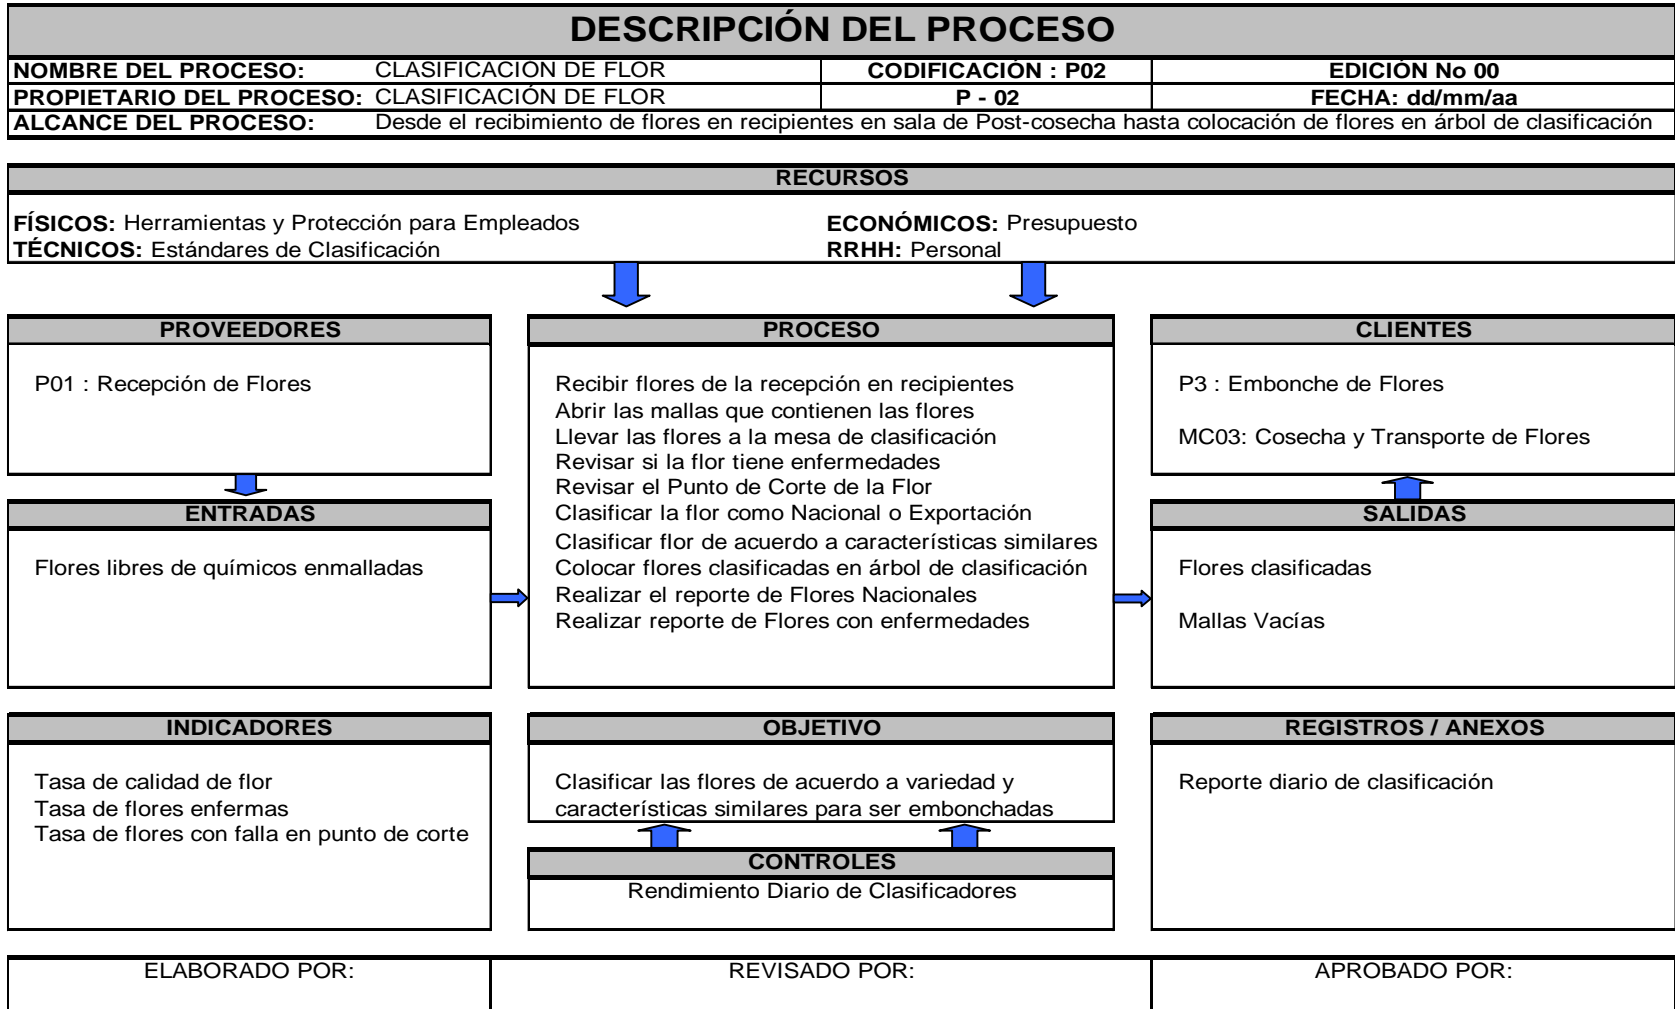 DESCRIPCIÓN DEL PROCESO
NOMBRE DEL PROCESO: CLASIFICACIÓN DE FLOR CODIFICACIÓN : P02 EDICIÓN No 00
PROPIETARIO DEL PROCESO: CLASIFICACIÓN DE FLOR P - 02 FECHA: dd/mm/aa
ALCANCE DEL PROCESO: Desde el recibimiento de flores en recipientes en sala de Post-cosecha hasta colocación de flores en árbol de clasificación
RECURSOS
FÍSICOS: Herramientas y Protección para Empleados ECONÓMICOS: Presupuesto
TÉCNICOS: Estándares de Clasificación RRHH: Personal
PROVEEDORES
P01 : Recepción de Flores
ENTRADAS
Flores libres de químicos enmalladas
PROCESO
Recibir flores de la recepción en recipientes
Abrir las mallas que contienen las flores
Llevar las flores a la mesa de clasificación
Revisar si la flor tiene enfermedades
Revisar el Punto de Corte de la Flor
Clasificar la flor como Nacional o Exportación
Clasificar flor de acuerdo a características similares
Colocar flores clasificadas en árbol de clasificación
Realizar el reporte de Flores Nacionales
Realizar reporte de Flores con enfermedades
CLIENTES
P3 : Embonche de Flores
MC03: Cosecha y Transporte de Flores
SALIDAS
Flores clasificadas
Mallas Vacías
INDICADORES
Tasa de calidad de flor
Tasa de flores enfermas
Tasa de flores con falla en punto de corte
OBJETIVO
Clasificar las flores de acuerdo a variedad y
características similares para ser embonchadas
CONTROLES
Rendimiento Diario de Clasificadores
REGISTROS / ANEXOS
Reporte diario de clasificación
ELABORADO POR: REVISADO POR: APROBADO POR: